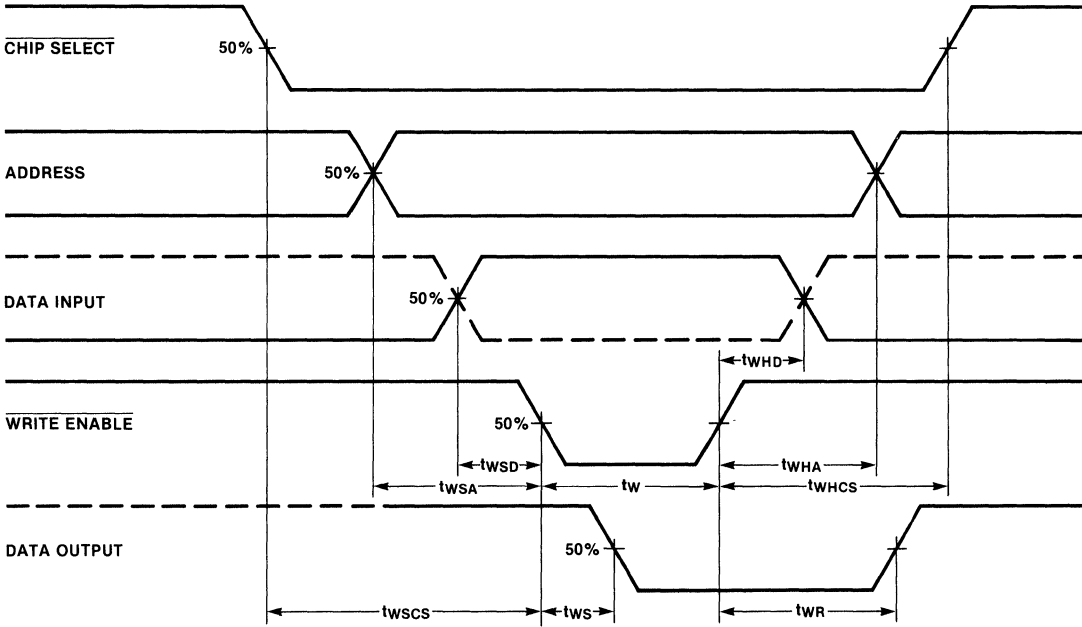 CHIP SELECT
50%
ADDRESS
50%
DATA INPUT
50%
tWHD
WRITE ENABLE
50%
tWSD
tWHA
tWSA
tW
tWHCS
DATA OUTPUT
50%
tWSCS
tWS
tWR